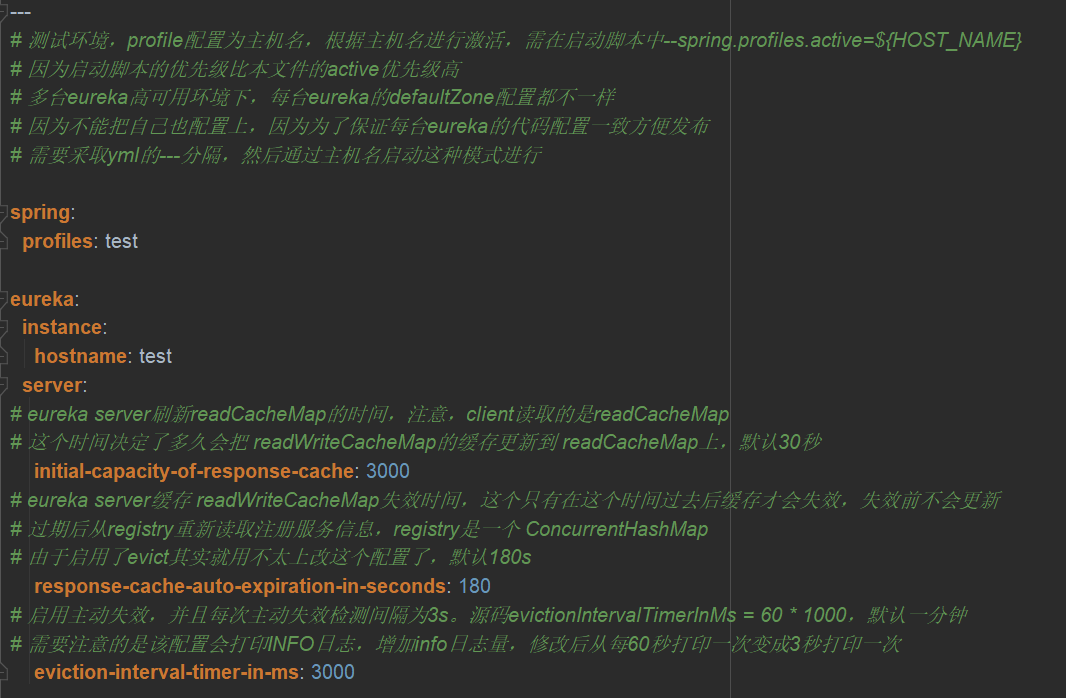 ---
# 测试环境，profile配置为主机名，根据主机名进行激活，需在启动脚本中--spring.profiles.active=${HOST_NAME}
# 因为启动脚本的优先级比本文件的active优先级高
# 多台eureka高可用环境下，每台eureka的defaultZone配置都不一样
# 因为不能把自己也配置上，因为为了保证每台eureka的代码配置一致方便发布
# 需要采取yml的---分隔，然后通过主机名启动这种模式进行
spring:
profiles: test
eureka:
instance:
hostname: test
server:
# eureka server刷新readCacheMap的时间，注意，client读取的是readCacheMap
# 这个时间决定了多久会把 readWriteCacheMap的缓存更新到 readCacheMap上，默认30秒
initial-capacity-of-response-cache: 3000
# eureka server缓存 readWriteCacheMap失效时间，这个只有在这个时间过去后缓存才会失效，失效前不会更新
# 过期后从registry重新读取注册服务信息，registry是一个 ConcurrentHashMap
# 由于启用了evict其实就用不太上改这个配置了，默认180s
response-cache-auto-expiration-in-seconds: 180
# 启用主动失效，并且每次主动失效检测间隔为3s。源码evictionIntervalTimerInMs = 60 * 1000，默认一分钟
# 需要注意的是该配置会打印INFO日志，增加info日志量，修改后从每60秒打印一次变成3秒打印一次
eviction-interval-timer-in-ms: 3000